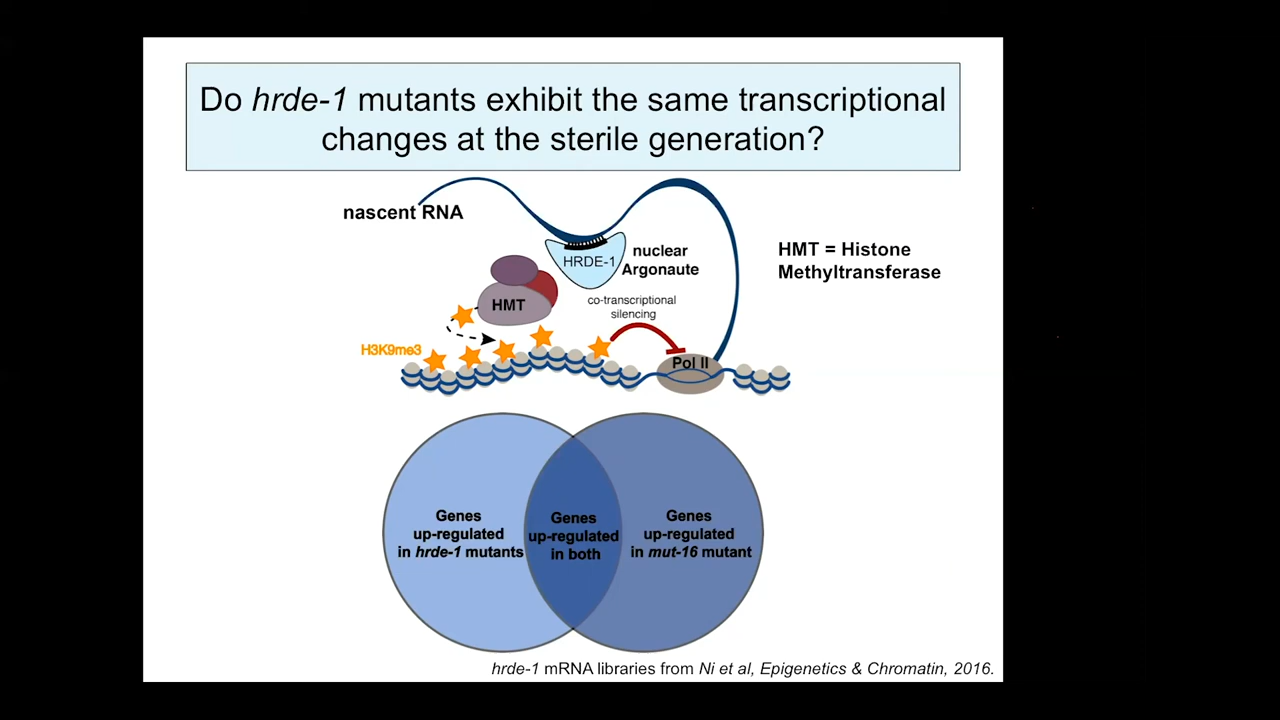 Do hrde-1 mutants exhibit the same transcriptional
changes at the sterile generation?
nascent RNA
HRDE-1
nuclear
Argonaute
HMT = Histone
Methyltransferase
HMT
co-transcriptional
silencing
H3K9me3
Pol II
Genes
up-regulated
in hrde-1 mutants
Genes
up-regulated
in both
Genes
up-regulated
in mut-16 mutant
hrde-1 mRNA libraries from Ni et al, Epigenetics & Chromatin, 2016.